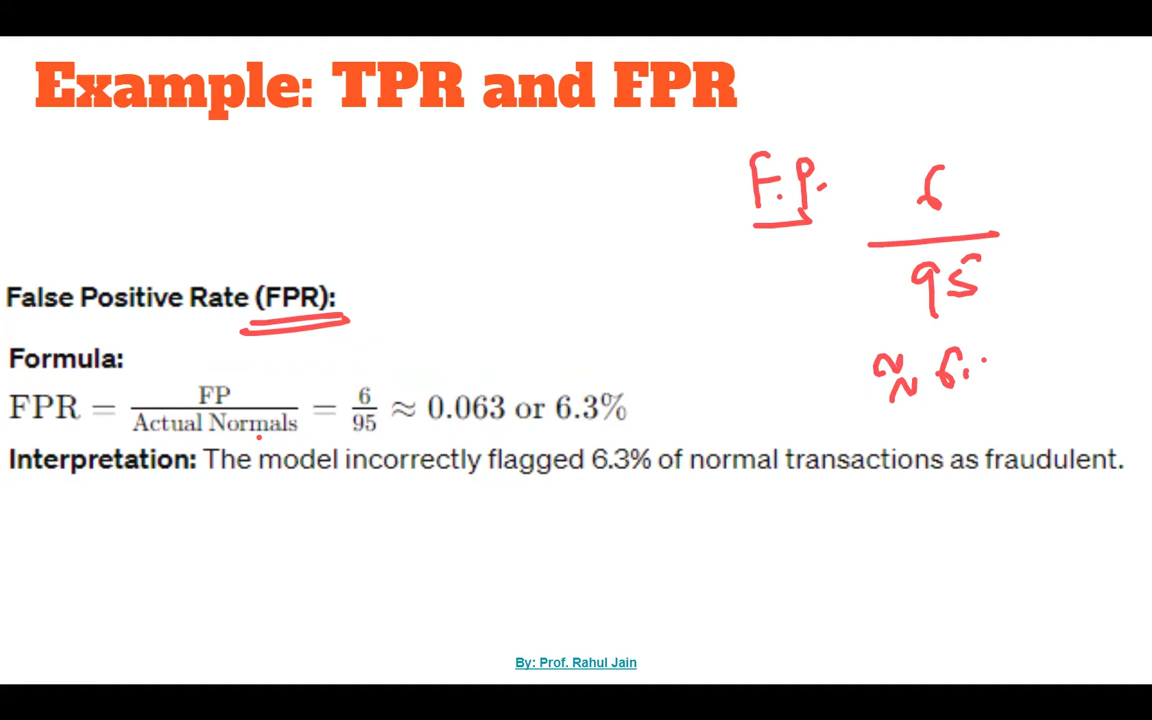 Example: TPR and FPR
F.P.
6
95
≈ 6.
False Positive Rate (FPR):
Formula:
FPR = FP / Actual Normals = 6/95 ≈ 0.063 or 6.3%
Interpretation: The model incorrectly flagged 6.3% of normal transactions as fraudulent.
By: Prof. Rahul Jain